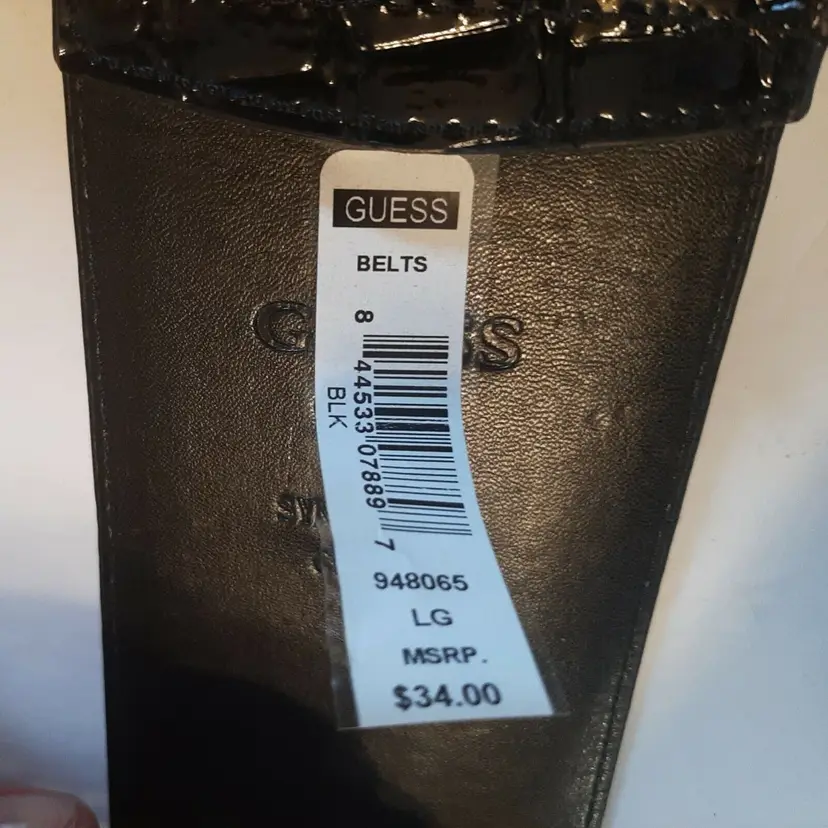 GUESS
BELTS
8 44533 07889 7
BLK
948065
LG
MSRP.
$34.00